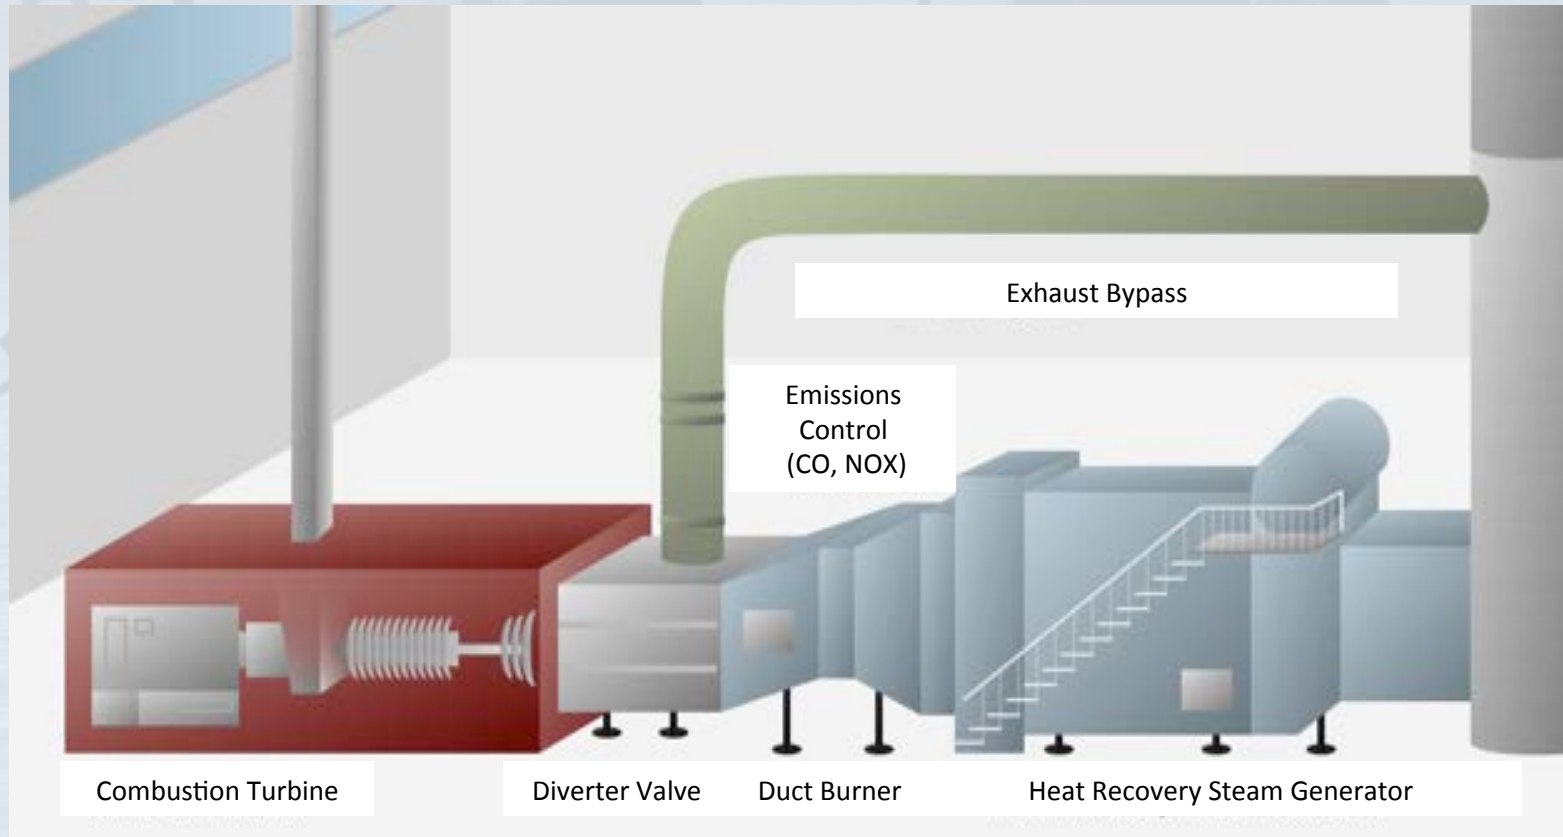 Exhaust Bypass
Emissions
Control
(CO, NOX)
Combustion Turbine
Diverter Valve
Duct Burner
Heat Recovery Steam Generator